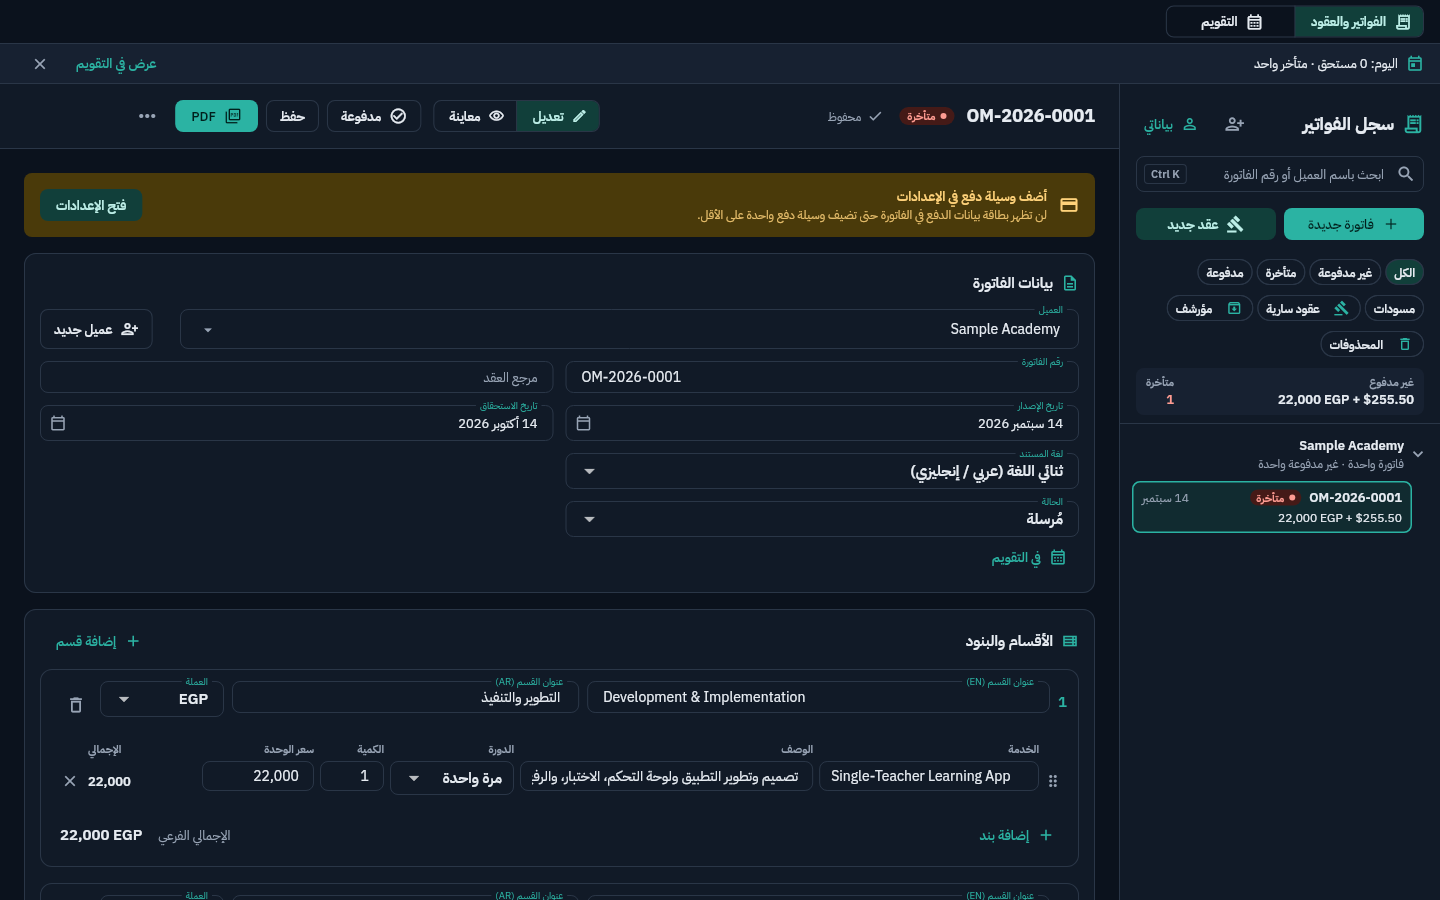 الفواتير والعقود
التقويم
اليوم: 0 مستحق · متأخر واحد
عرض في التقويم
سجل الفواتير
بياناتي
ابحث باسم العميل أو رقم الفاتورة
Ctrl K
فاتورة جديدة
عقد جديد
الكل
غير مدفوعة
متأخرة
مدفوعة
مسودات
عقود سارية
مؤرشف
المحذوفات
غير مدفوع
متأخرة
22,000 EGP + $255.50
1
Sample Academy
فاتورة واحدة · غير مدفوعة واحدة
OM-2026-0001
متأخرة
14 سبتمبر
22,000 EGP + $255.50
OM-2026-0001
متأخرة
محفوظ
تعديل
معاينة
مدفوعة
حفظ
PDF
أضف وسيلة دفع في الإعدادات
لن تظهر بطاقة بيانات الدفع في الفاتورة حتى تضيف وسيلة دفع واحدة على الأقل.
فتح الإعدادات
بيانات الفاتورة
العميل
Sample Academy
عميل جديد
رقم الفاتورة
OM-2026-0001
مرجع العقد
تاريخ الإصدار
14 سبتمبر 2026
تاريخ الاستحقاق
14 أكتوبر 2026
لغة المستند
ثنائي اللغة (عربي / إنجليزي)
الحالة
مُرسلة
في التقويم
الأقسام والبنود
إضافة قسم
1
عنوان القسم (EN)
Development & Implementation
عنوان القسم (AR)
التطوير والتنفيذ
العملة
EGP
الخدمة
الوصف
الدورة
الكمية
سعر الوحدة
الإجمالي
Single-Teacher Learning App
تصميم وتطوير التطبيق ولوحة التحكم، الاختبار، والرف
مرة واحدة
1
22,000
22,000
إضافة بند
الإجمالي الفرعي
22,000 EGP
عنوان القسم (EN)
عنوان القسم (AR)
العملة